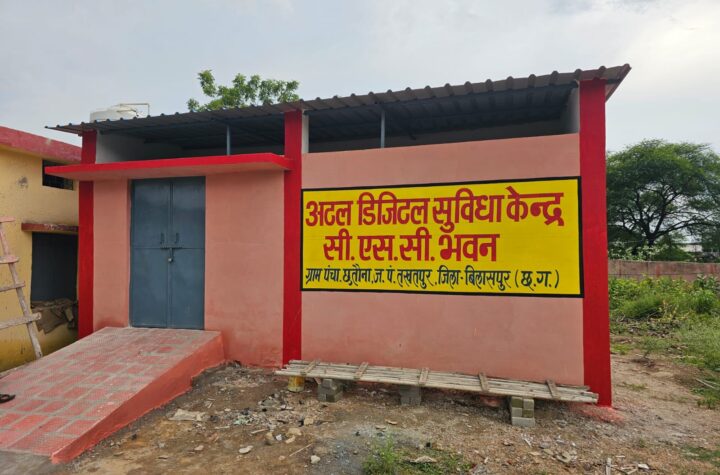 अटल डिजिटल सुविधा केन्द्र
सी. एस. सी. भवन
ग्राम पंचा. छतौना, ज. पं. तखतपुर, जिला-बिलासपुर (छ. ग.)